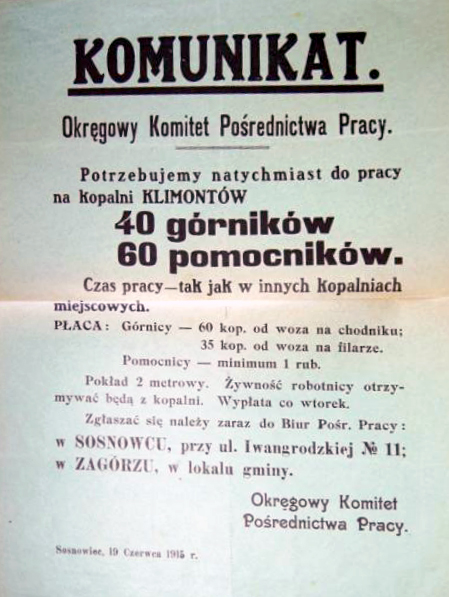 KOMUNIKAT.
Okręgowy Komitet Pośrednictwa Pracy.
Potrzebujemy natychmiast do pracy
na kopalni KLIMONTÓW
40 górników
60 pomocników.
Czas pracy—tak jak w innych kopalniach
miejscowych.
PŁACA: Górnicy — 60 kop. od woza na chodniku;
35 kop. od woza na filarze.
Pomocnicy — minimum 1 rub.
Pokład 2 metrowy. Żywność robotnicy otrzy-
mywać będą z kopalni. Wypłata co wtorek.
Zgłaszać się należy zaraz do Biur Pośr. Pracy:
w SOSNOWCU, przy ul. Iwangrodzkiej № 11;
w ZAGÓRZU, w lokalu gminy.
Okręgowy Komitet
Pośrednictwa Pracy.
Sosnowiec, 19 Czerwca 1915 r.